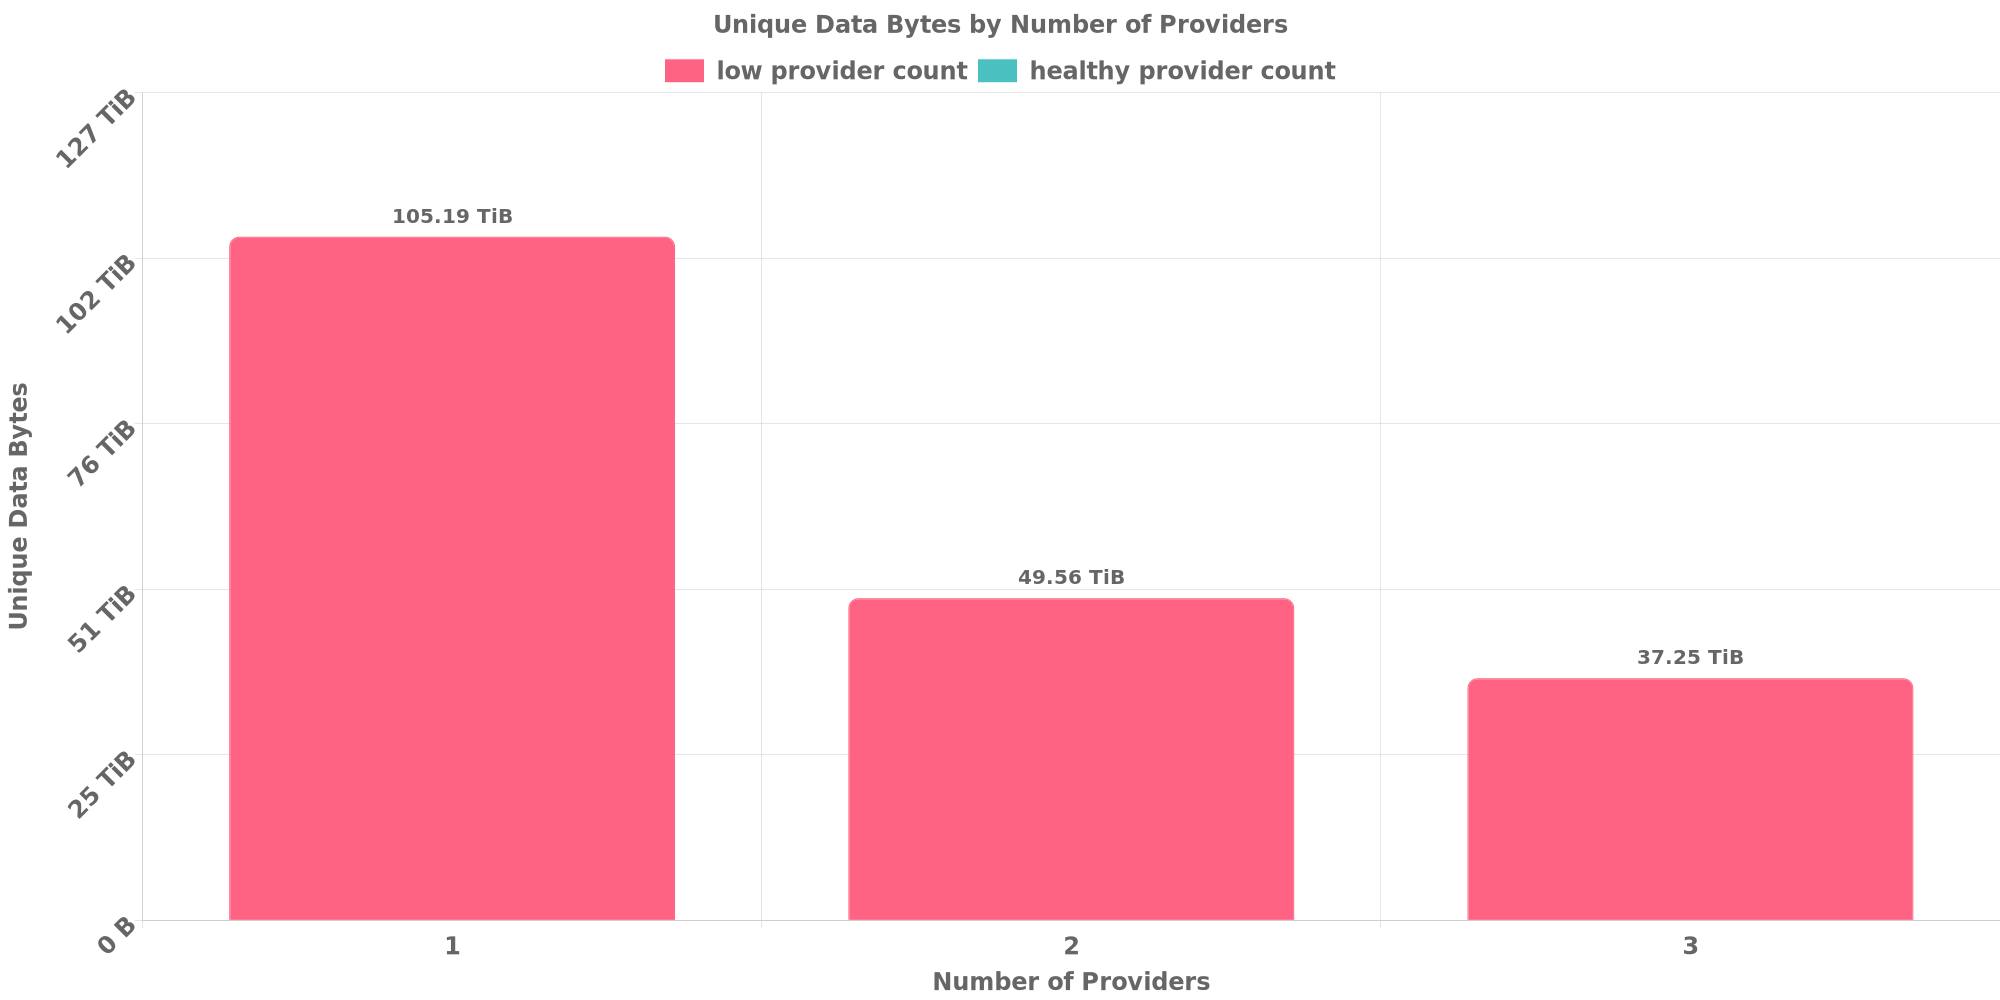 Unique Data Bytes by Number of Providers
low provider count healthy provider count
127 TiB
105.19 TiB
102 TiB
76 TiB
49.56 TiB
51 TiB
37.25 TiB
25 TiB
0 B
Unique Data Bytes
1 2 3
Number of Providers